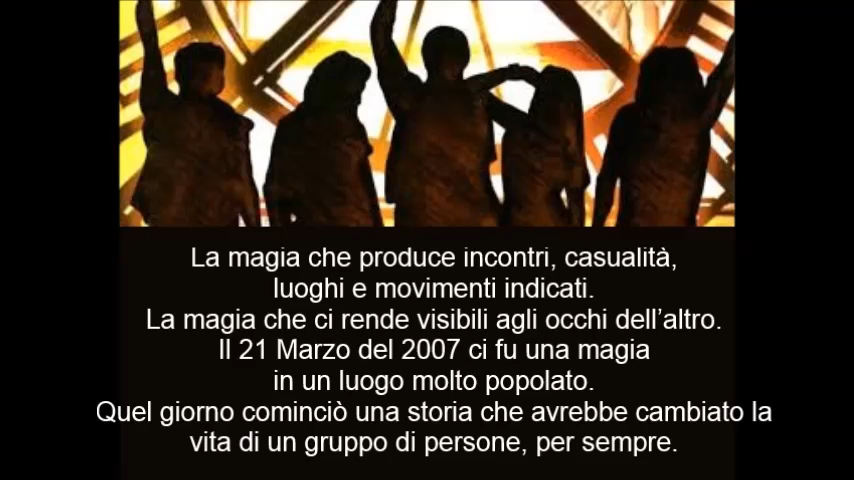 La magia che produce incontri, casualità,
luoghi e movimenti indicati.
La magia che ci rende visibili agli occhi dell’altro.
Il 21 Marzo del 2007 ci fu una magia
in un luogo molto popolato.
Quel giorno cominciò una storia che avrebbe cambiato la
vita di un gruppo di persone, per sempre.